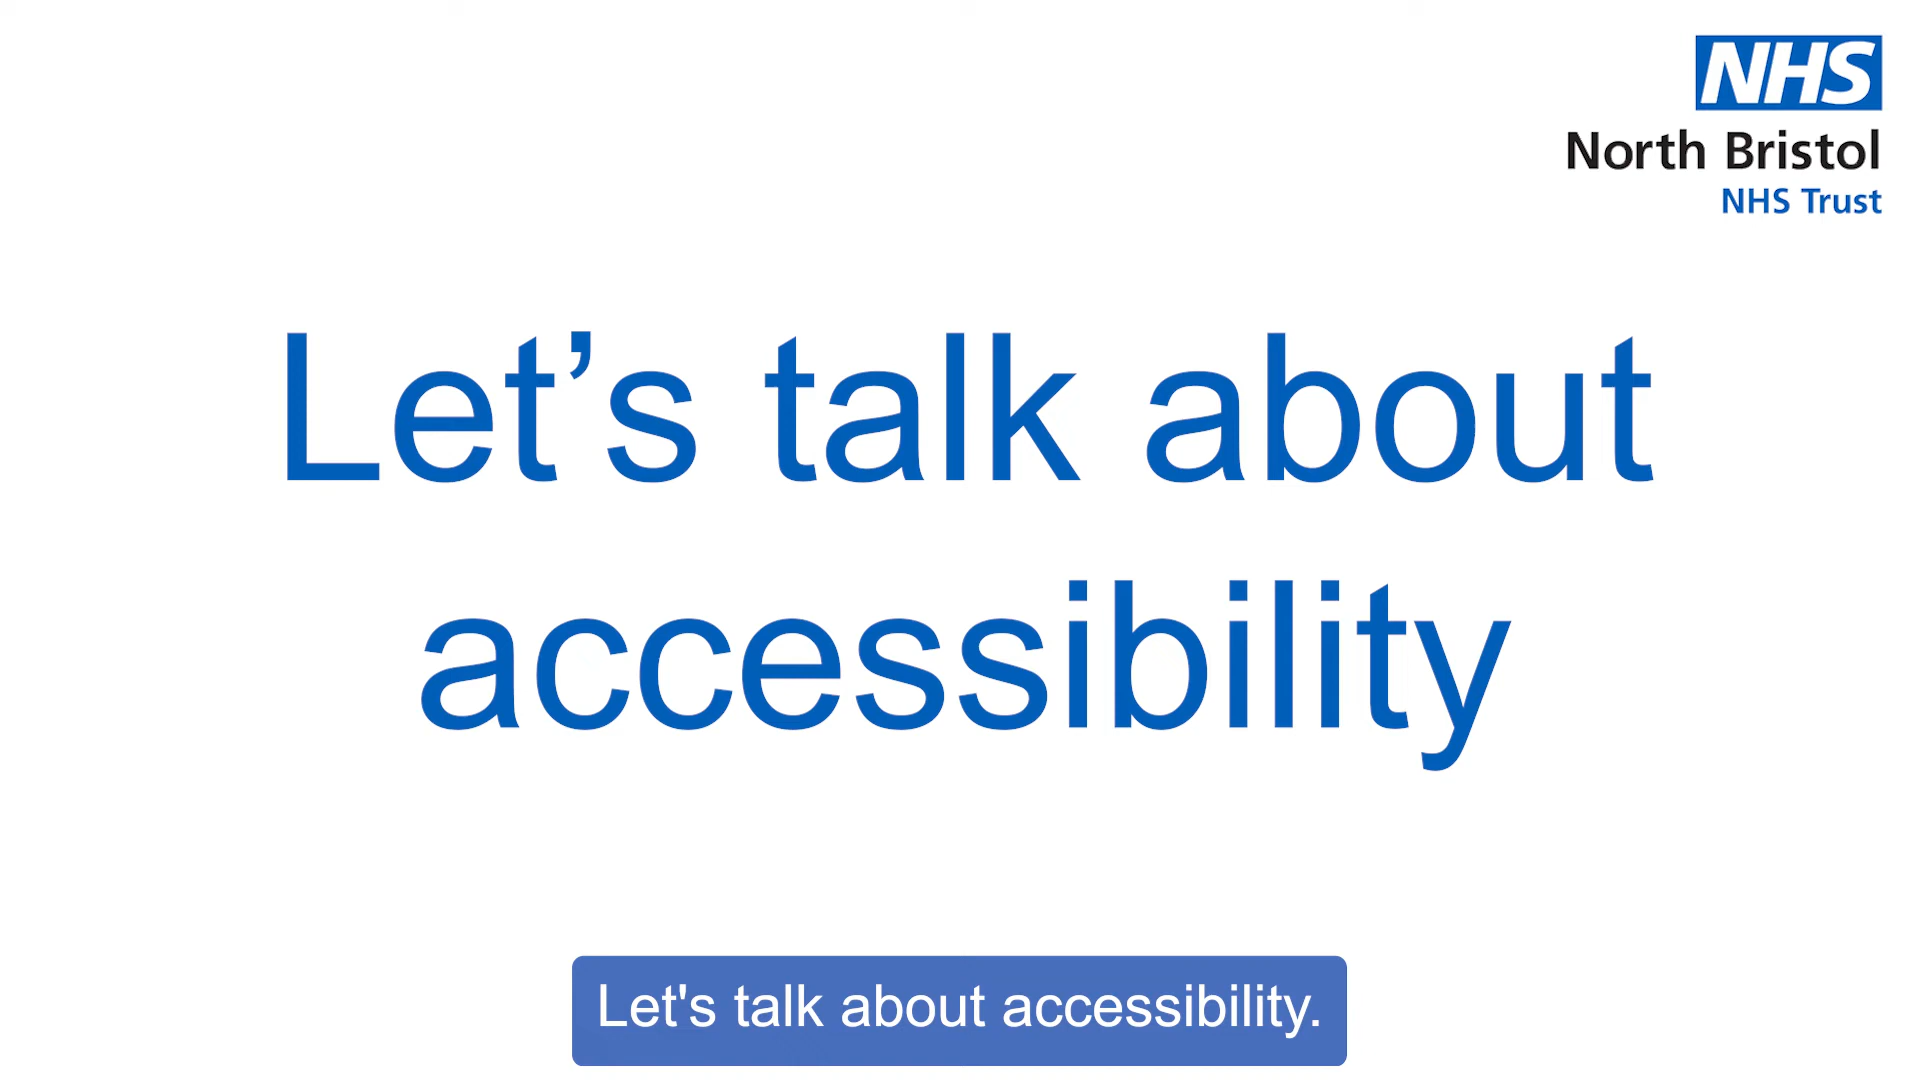 NHS
North Bristol
NHS Trust
Let’s talk about
accessibility
Let's talk about accessibility.